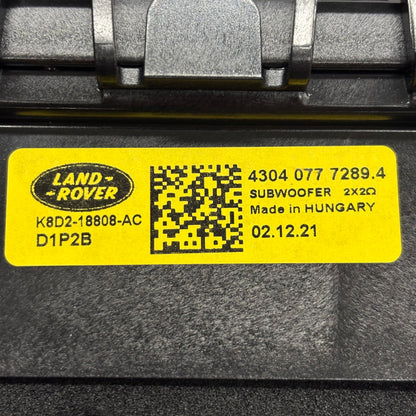 LAND-
-ROVER
K8D2-18808-AC
D1P2B
4304 077 7289.4
SUBWOOFER 2X2Ω
Made in HUNGARY
02.12.21